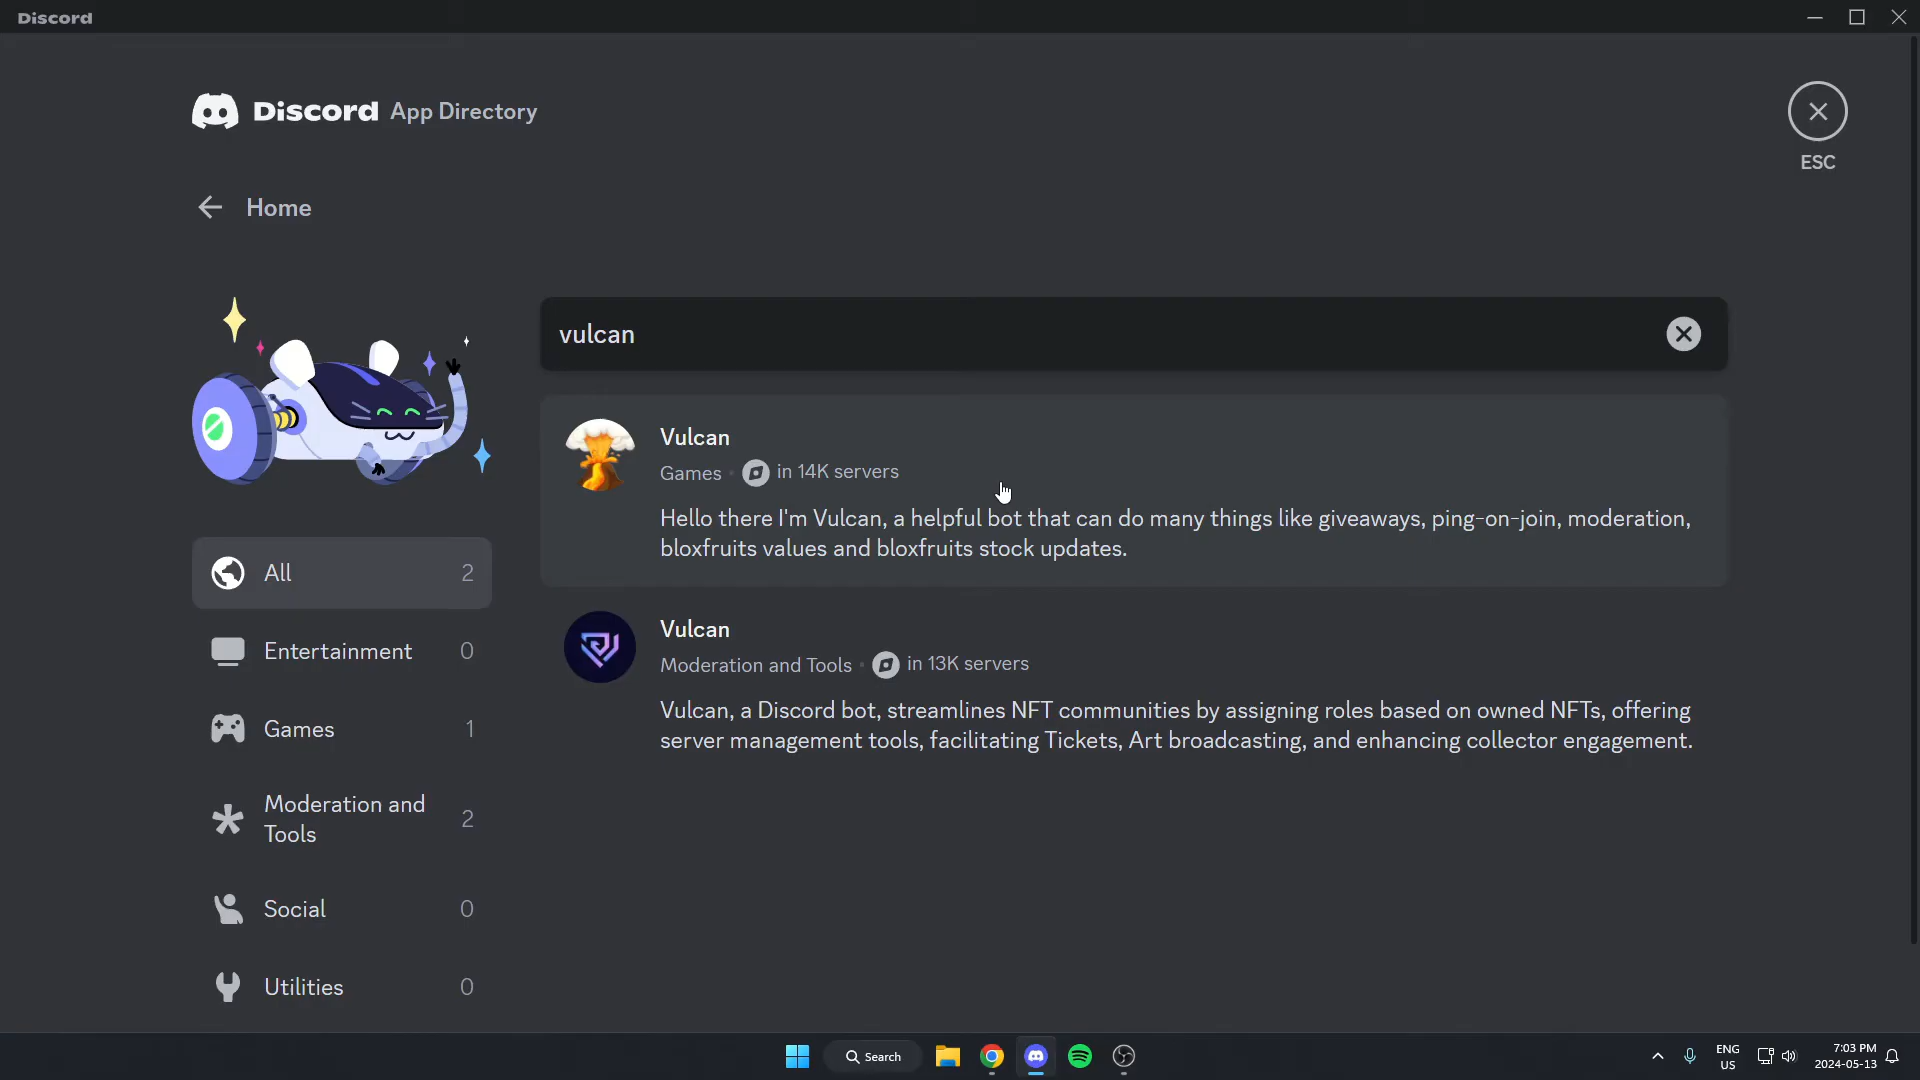 Discord
Discord App Directory
ESC
Home
vulcan
Vulcan
Games • in 14K servers
Hello there I'm Vulcan, a helpful bot that can do many things like giveaways, ping-on-join, moderation,
bloxfruits values and bloxfruits stock updates.
Vulcan
Moderation and Tools • in 13K servers
Vulcan, a Discord bot, streamlines NFT communities by assigning roles based on owned NFTs, offering
server management tools, facilitating Tickets, Art broadcasting, and enhancing collector engagement.
All 2
Entertainment 0
Games 1
Moderation and
Tools 2
Social 0
Utilities 0
Search
ENG
US
7:03 PM
2024-05-13